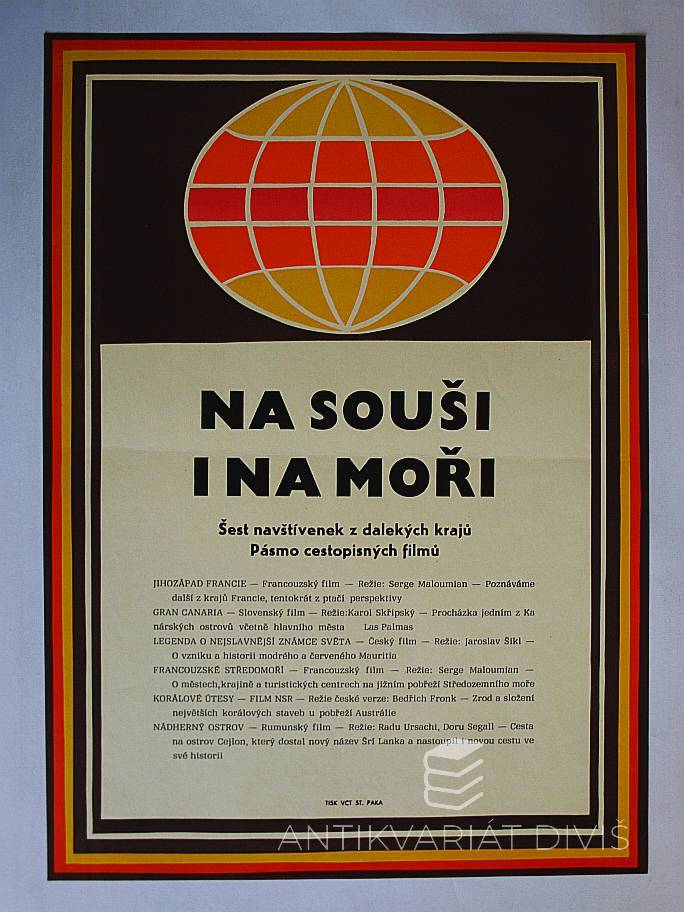 NA SOUŠI
I NA MOŘI
Šest navštívenek z dalekých krajů
Pásmo cestopisných filmů
JIHOZÁPAD FRANCIE — Francouzský film — Režie: Serge Maloumian — Poznáváme
další z krajů Francie, tentokrát z ptačí perspektivy
GRAN CANARIA — Slovenský film — Režie:Karol Skřipský — Procházka jedním z Ka
nárských ostrovů včetně hlavního města Las Palmas
LEGENDA O NEJSLAVNĚJŠÍ ZNÁMCE SVĚTA — Český film — Režie: Jaroslav Šikl —
O vzniku a historii modrého a červeného Mauritia
FRANCOUZSKÉ STŘEDOMOŘÍ — Francouzský film — Režie: Serge Maloumian —
O městech,krajině a turistických centrech na jižním pobřeží Středozemního moře
KORÁLOVÉ ÚTESY — FILM NSR — Režie české verze: Bedřich Fronk — Zrod a složení
největších korálových staveb u pobřeží Austrálie
NÁDHERNÝ OSTROV — Rumunský film — Režie: Radu Ursachi, Doru Segall — Cesta
na ostrov Cejlon, který dostal nový název Šrí Lanka a nastoupil i novou cestu ve
své historii
TISK VČT ST. PAKA
ANTIKVARIÁT DIVIŠ